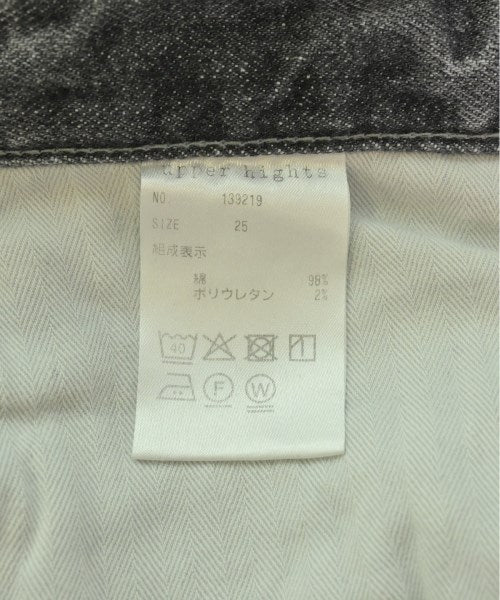 upper hights
NO. 139219
SIZE 25
組成表示
綿 98%
ポリウレタン 2%
40
F W